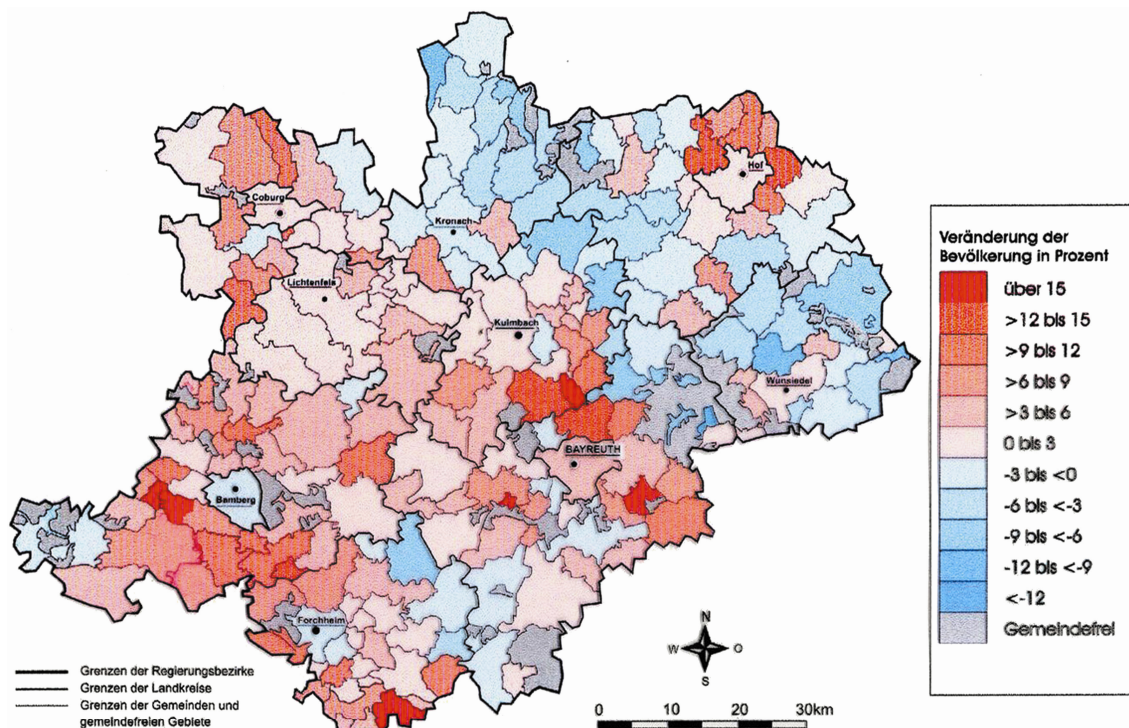 Hof
Coburg
Kronach
Lichtenfels
Kulmbach
Wunsiedel
BAYREUTH
Bamberg
Forchheim
Veränderung der
Bevölkerung in Prozent
über 15
>12 bis 15
>9 bis 12
>6 bis 9
>3 bis 6
0 bis 3
-3 bis <0
-6 bis <-3
-9 bis <-6
-12 bis <-9
<-12
Gemeindefrei
N
W O
S
Grenzen der Regierungsbezirke
Grenzen der Landkreise
Grenzen der Gemeinden und
gemeindefreien Gebiete
0 10 20 30km